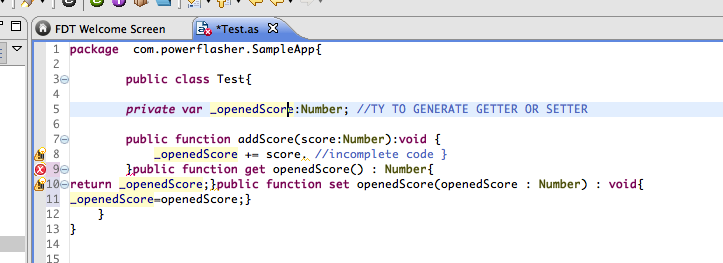 FDT Welcome Screen *Test.as
1 package com.powerflasher.SampleApp{
2
3 public class Test{
4
5 private var _openedScore:Number; //TY TO GENERATE GETTER OR SETTER
6
7 public function addScore(score:Number):void {
8 _openedScore += score, //incomplete code }
9 }public function get openedScore() : Number{
10 return _openedScore;}public function set openedScore(openedScore : Number) : void{
11 _openedScore=openedScore;}
12 }
13 }
14
15